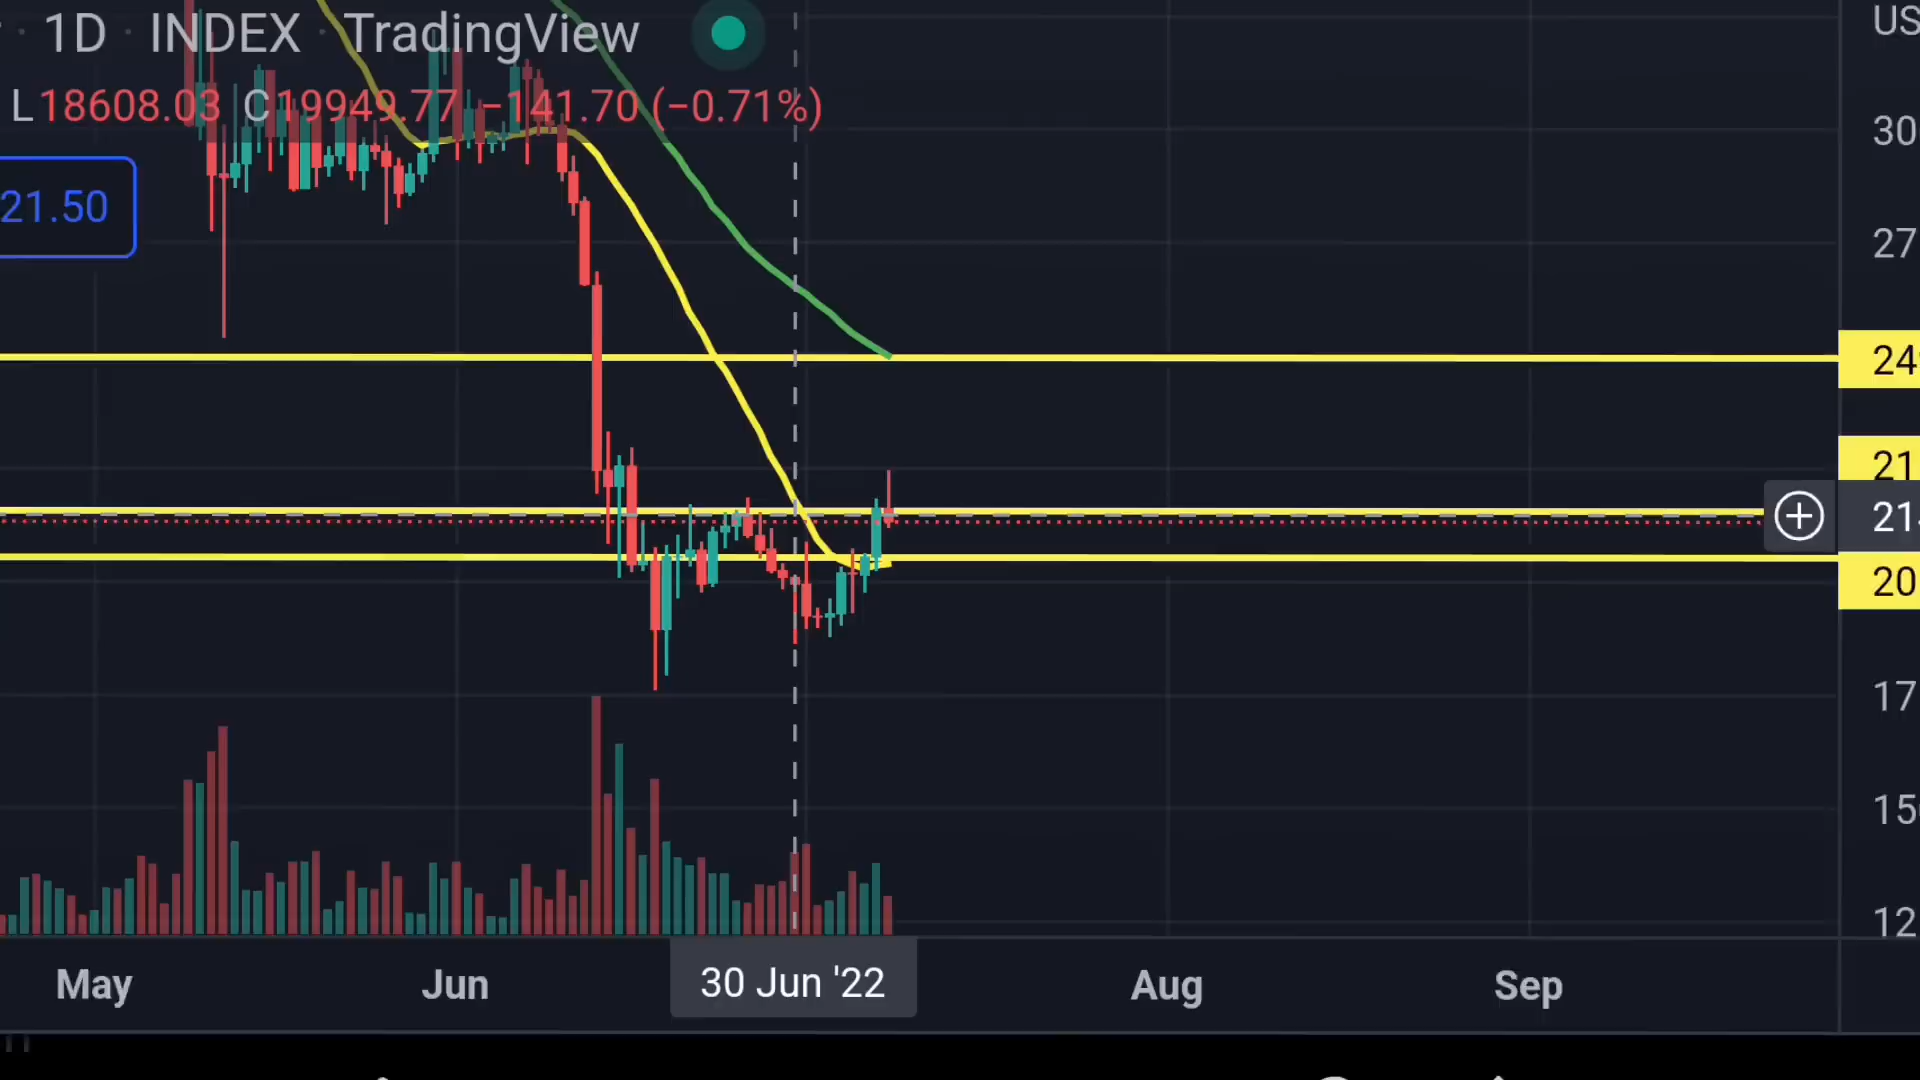 · 1D · INDEX · TradingView
US
L18608.03 C19949.77 −141.70 (−0.71%)
30
21.50
27
24
21
21.
20
17
15
12
May
Jun
30 Jun '22
Aug
Sep